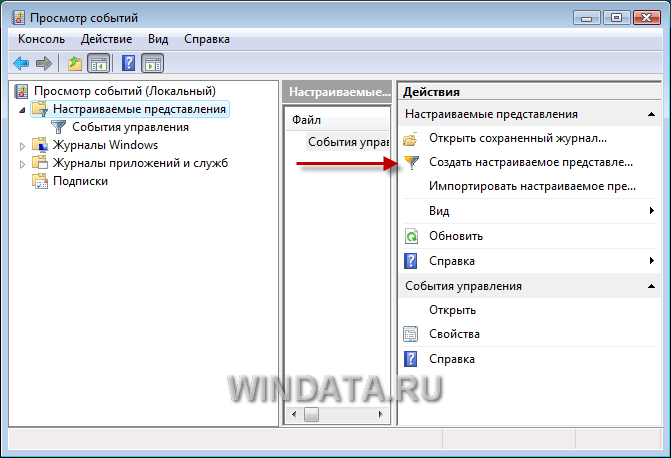 Просмотр событий
Консоль Действие Вид Справка
Просмотр событий (Локальный)
Настраиваемые представления
События управления
Журналы Windows
Журналы приложений и служб
Подписки
Настраиваемые...
Файл
События управ
Действия
Настраиваемые представления
Открыть сохраненный журнал...
Создать настраиваемое представле...
Импортировать настраиваемое пре...
Вид
Обновить
Справка
События управления
Открыть
Свойства
Справка
WINDATA.RU